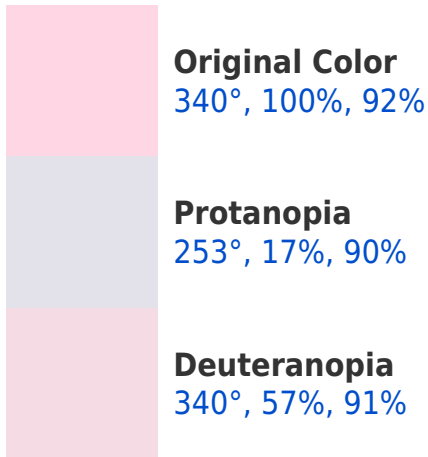 Original Color
340°, 100%, 92%
Protanopia
253°, 17%, 90%
Deuteranopia
340°, 57%, 91%